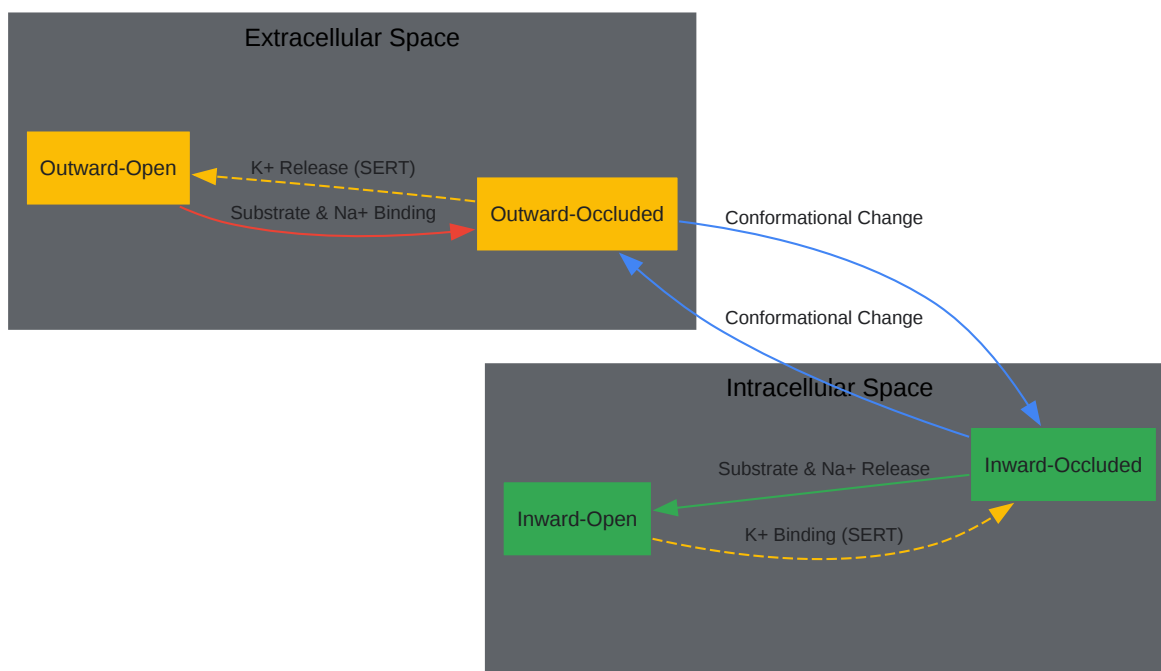 Extracellular Space
Outward-Open
K+ Release (SERT)
Substrate & Na+ Binding
Outward-Occluded
Conformational Change
Conformational Change
Intracellular Space
Substrate & Na+ Release
Inward-Occluded
Inward-Open
K+ Binding (SERT)